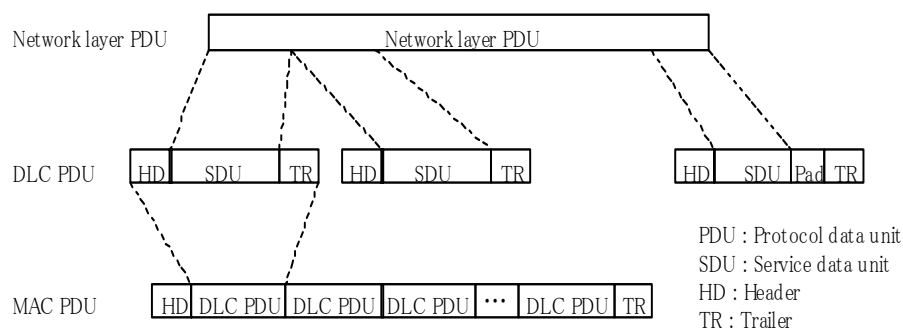 Network layer PDU Network layer PDU
DLC PDU HD SDU TR HD SDU TR HD SDU Pad TR
PDU : Protocol data unit
SDU : Service data unit
HD : Header
TR : Trailer
MAC PDU HD DLC PDU DLC PDU DLC PDU ... DLC PDU TR